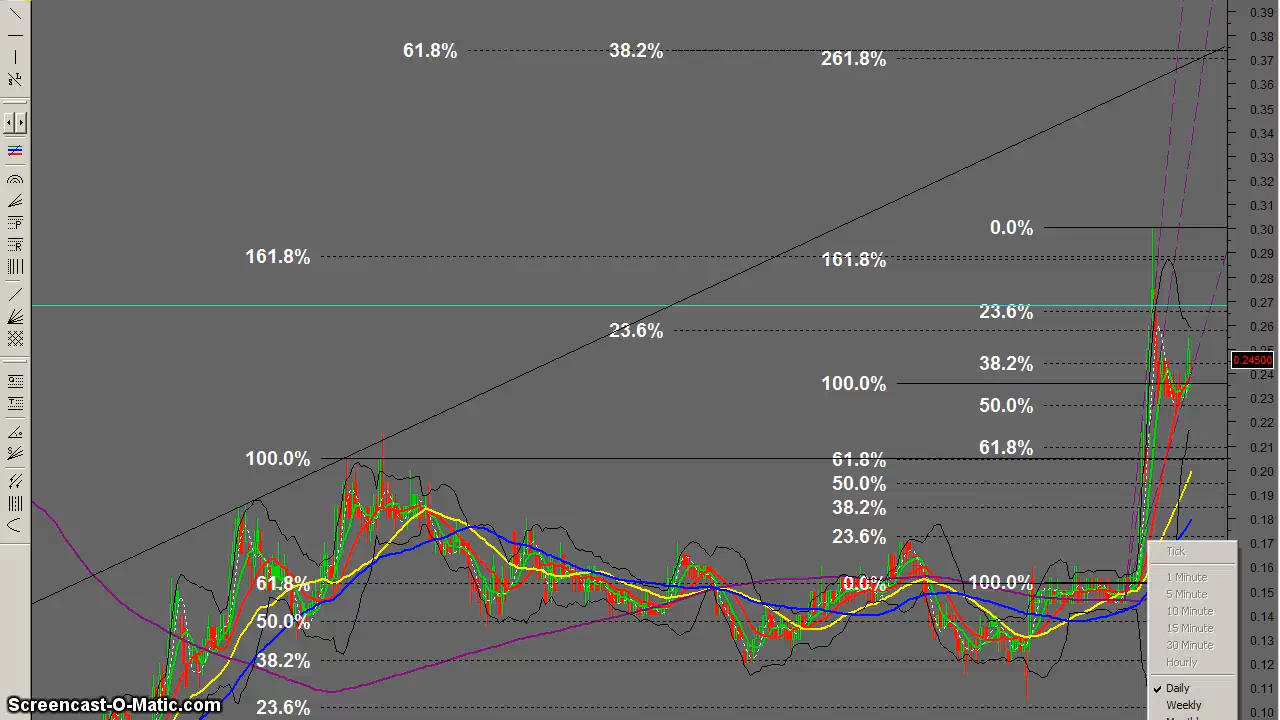 0.39
61.8% 38.2% 0.38
261.8% 0.37
0.36
0.35
0.34
0.33
0.32
0.31
0.0% 0.30
161.8% 161.8% 0.29
0.28
0.27
23.6% 0.26
23.6%
38.2% 0.24500
100.0% 0.24
50.0% 0.23
0.22
61.8% 0.21
100.0% 61.8% 0.20
50.0% 0.19
38.2% 0.18
23.6% 0.17
Tick
0.16
61.8% 0.0% 100.0% 1 Minute
5 Minute 0.15
10 Minute
50.0% 15 Minute 0.14
30 Minute 0.13
38.2% Hourly 0.12
Daily 0.11
23.6% Weekly
0.10
Screencast-O-Matic.com